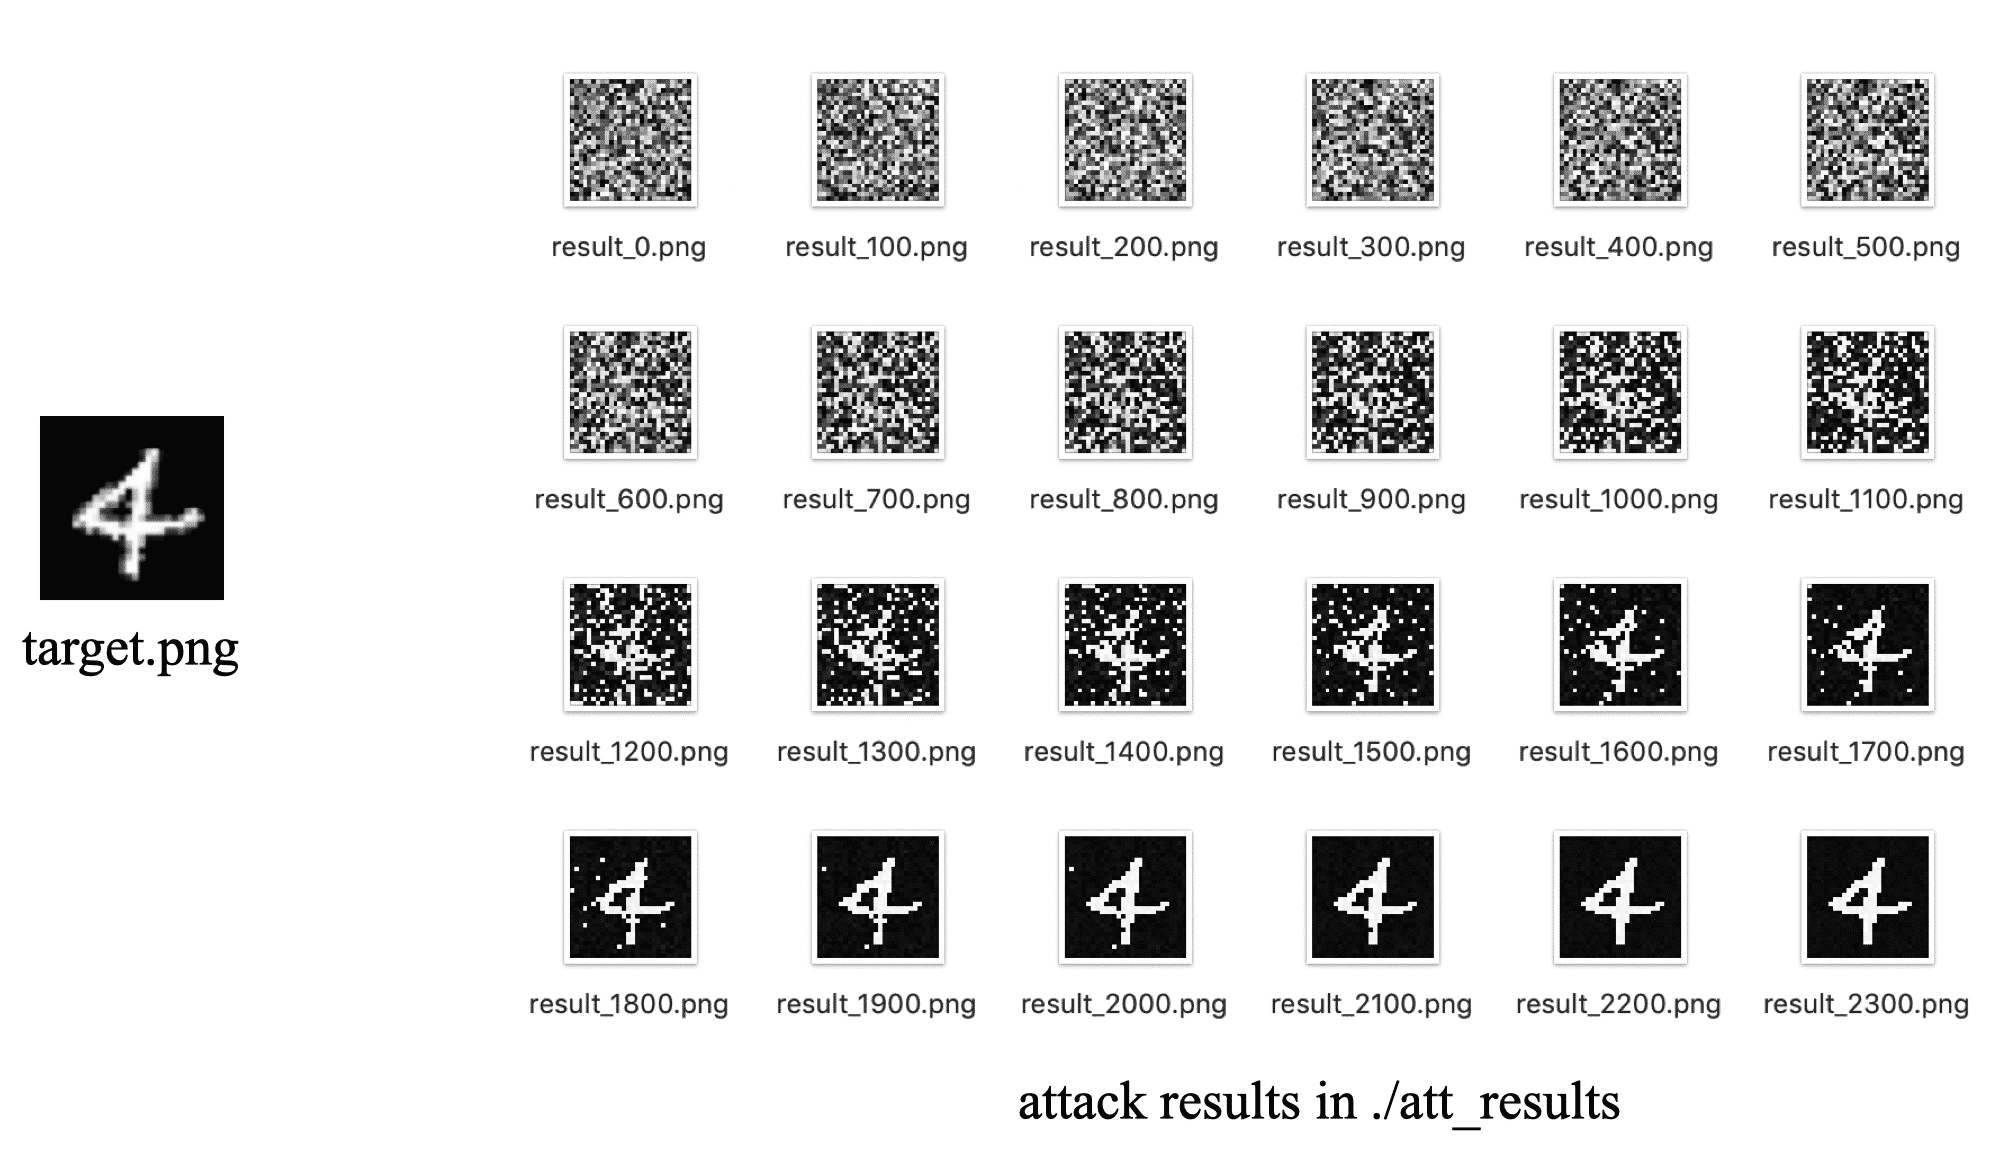 target.png
result_0.png
result_100.png
result_200.png
result_300.png
result_400.png
result_500.png
result_600.png
result_700.png
result_800.png
result_900.png
result_1000.png
result_1100.png
result_1200.png
result_1300.png
result_1400.png
result_1500.png
result_1600.png
result_1700.png
result_1800.png
result_1900.png
result_2000.png
result_2100.png
result_2200.png
result_2300.png
attack results in ./att_results